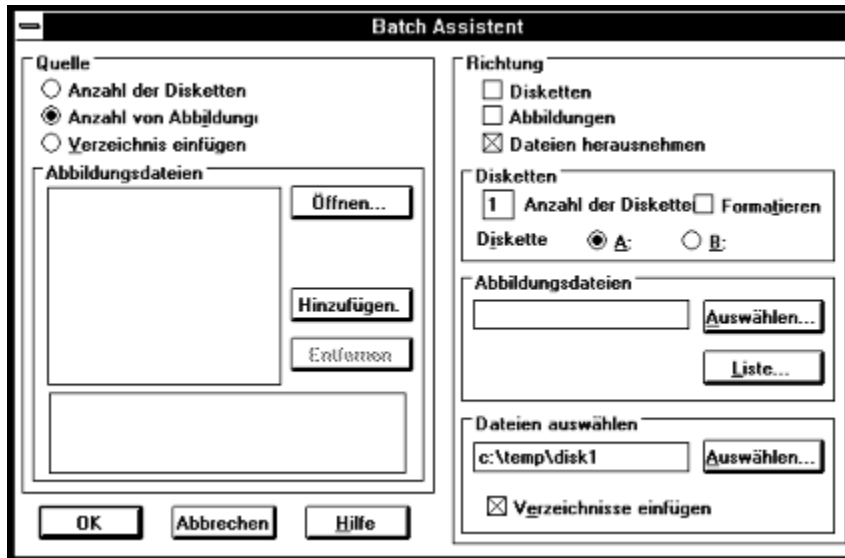 Batch Assistent
Quelle
Anzahl der Disketten
Anzahl von Abbildung
Verzeichnis einfügen
Abbildungsdateien
Öffnen...
Hinzufügen.
Entfernen
OK
Abbrechen
Hilfe
Richtung
Disketten
Abbildungen
Dateien herausnehmen
Disketten
1 Anzahl der Diskette Formatieren
Diskette A: B:
Abbildungsdateien
Auswählen...
Liste...
Dateien auswählen
c:\temp\disk1 Auswählen...
Verzeichnisse einfügen